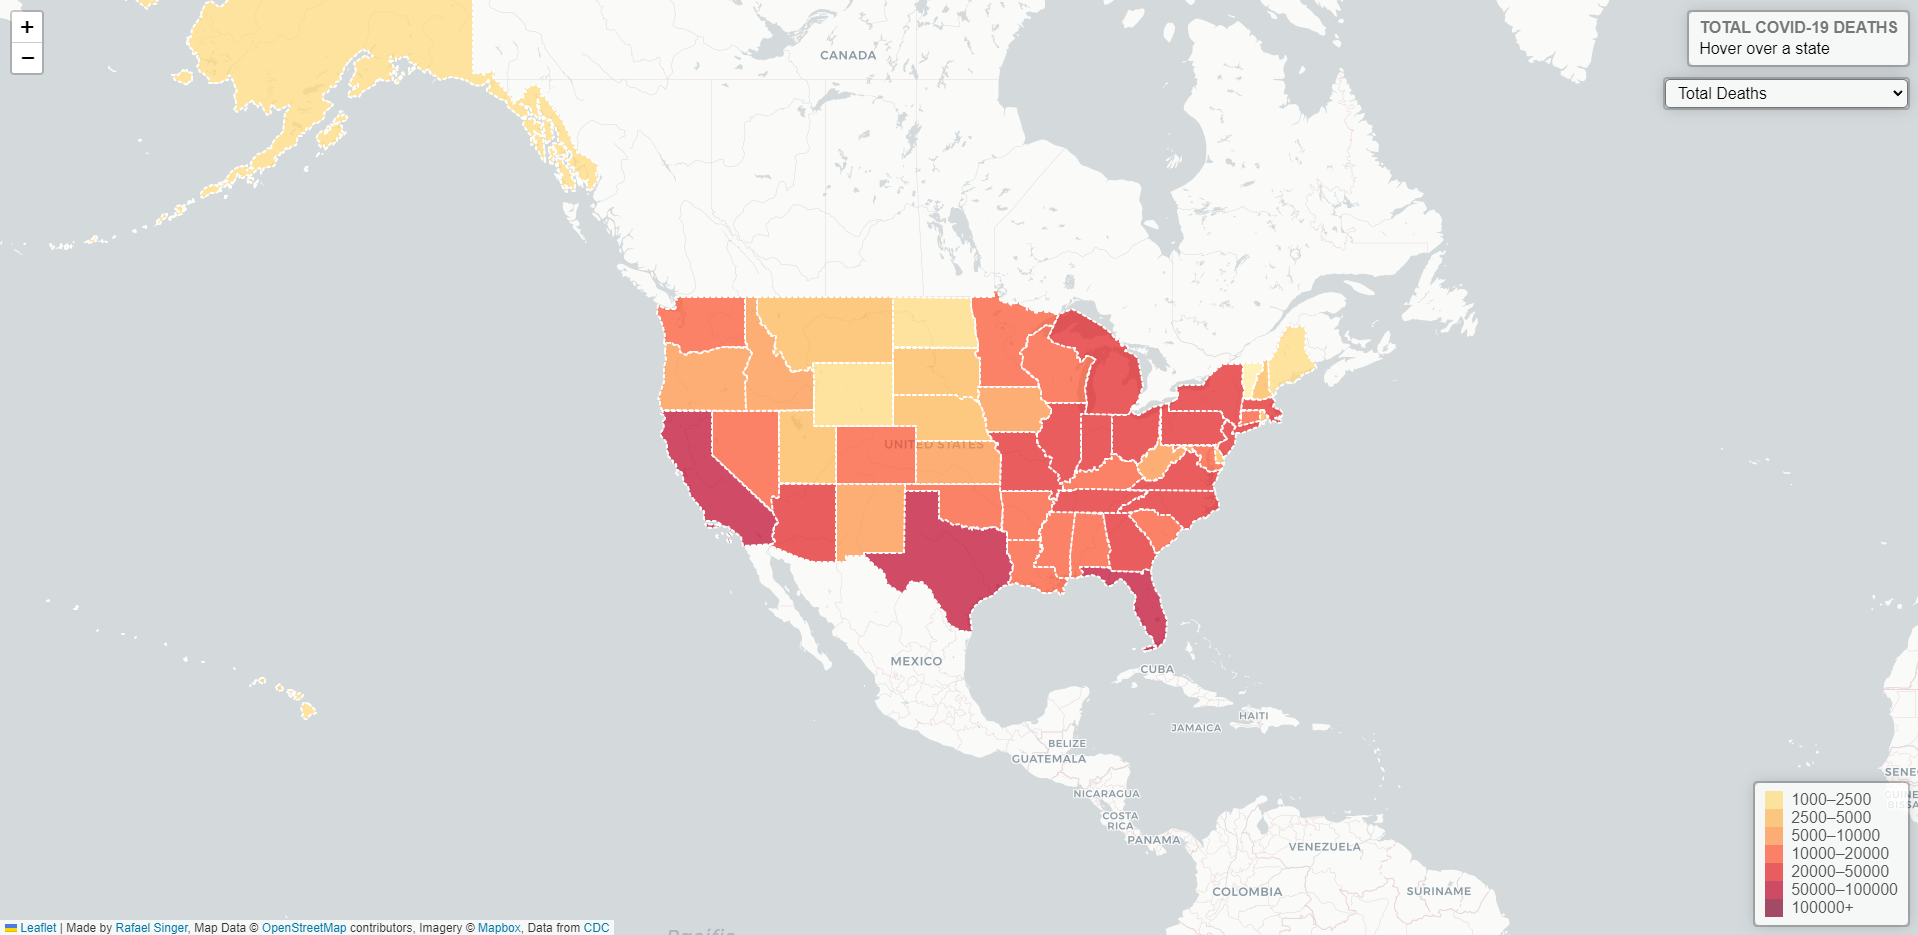 +
−
TOTAL COVID-19 DEATHS
Hover over a state
Total Deaths
CANADA
UNITED STATES
MEXICO
CUBA
HAITI
JAMAICA
BELIZE
GUATEMALA
NICARAGUA
COSTA
RICA
PANAMA
VENEZUELA
COLOMBIA
SURINAME
SENE
GUINE
BISSA
1000–2500
2500–5000
5000–10000
10000–20000
20000–50000
50000–100000
100000+
Pacific
Leaflet | Made by Rafael Singer, Map Data © OpenStreetMap contributors, Imagery © Mapbox, Data from CDC